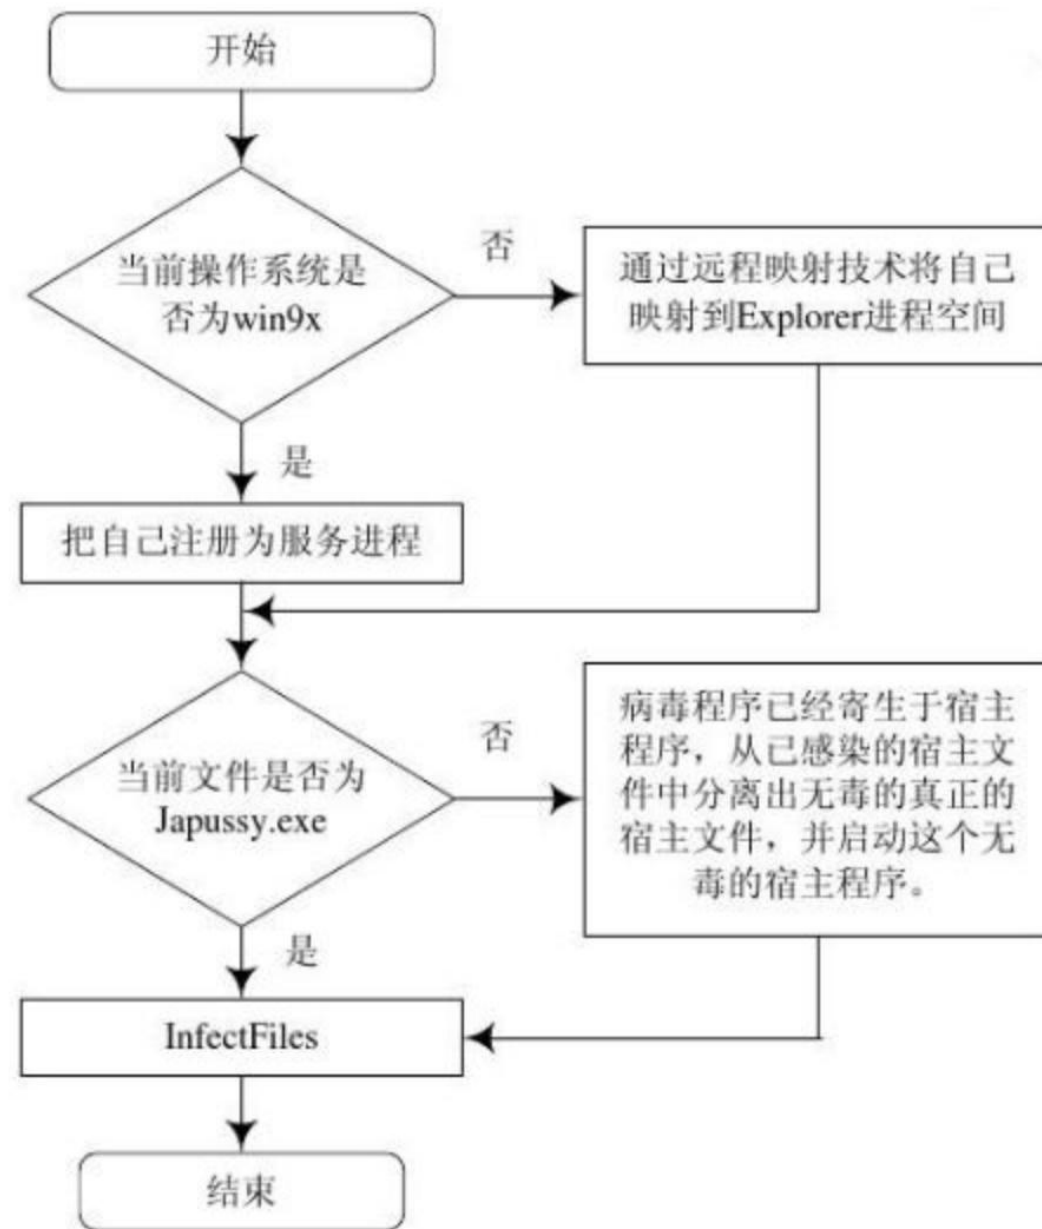 开始
当前操作系统是
否为win9x
否
通过远程映射技术将自己
映射到Explorer进程空间
是
把自己注册为服务进程
当前文件是否为
Japussy.exe
否
病毒程序已经寄生于宿主
程序，从已感染的宿主文
件中分离出无毒的真正的
宿主文件，并启动这个无
毒的宿主程序。
是
InfectFiles
结束